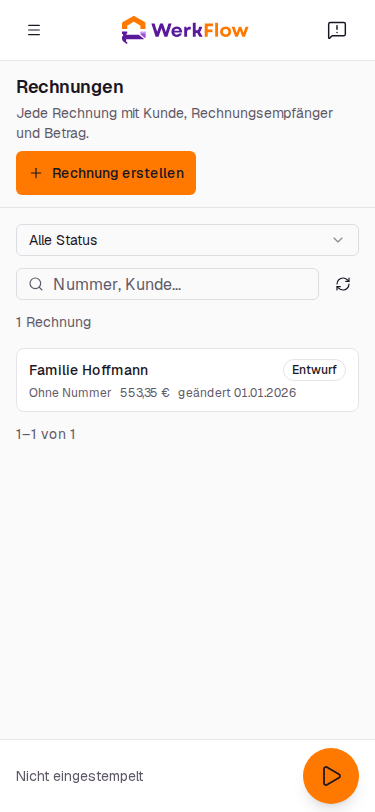 WerkFlow
Rechnungen
Jede Rechnung mit Kunde, Rechnungsempfänger
und Betrag.
Rechnung erstellen
Alle Status
Nummer, Kunde...
1 Rechnung
Familie Hoffmann
Entwurf
Ohne Nummer 553,35 € geändert 01.01.2026
1–1 von 1
Nicht eingestempelt